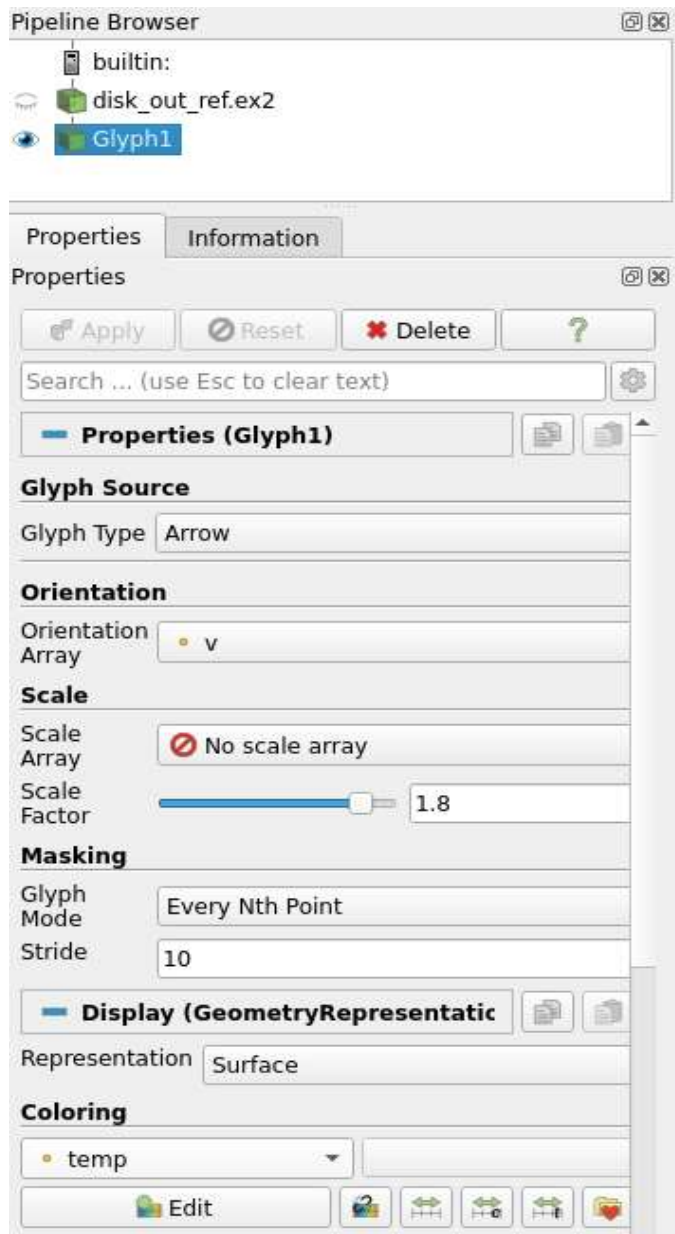 Pipeline Browser
builtin:
disk_out_ref.ex2
Glyph1
Properties Information
Properties
Apply Reset Delete ?
Search ... (use Esc to clear text)
Properties (Glyph1)
Glyph Source
Glyph Type Arrow
Orientation
Orientation
Array
v
Scale
Scale
Array
No scale array
Scale
Factor
1.8
Masking
Glyph
Mode
Every Nth Point
Stride 10
Display (GeometryRepresentatic
Representation Surface
Coloring
temp
Edit